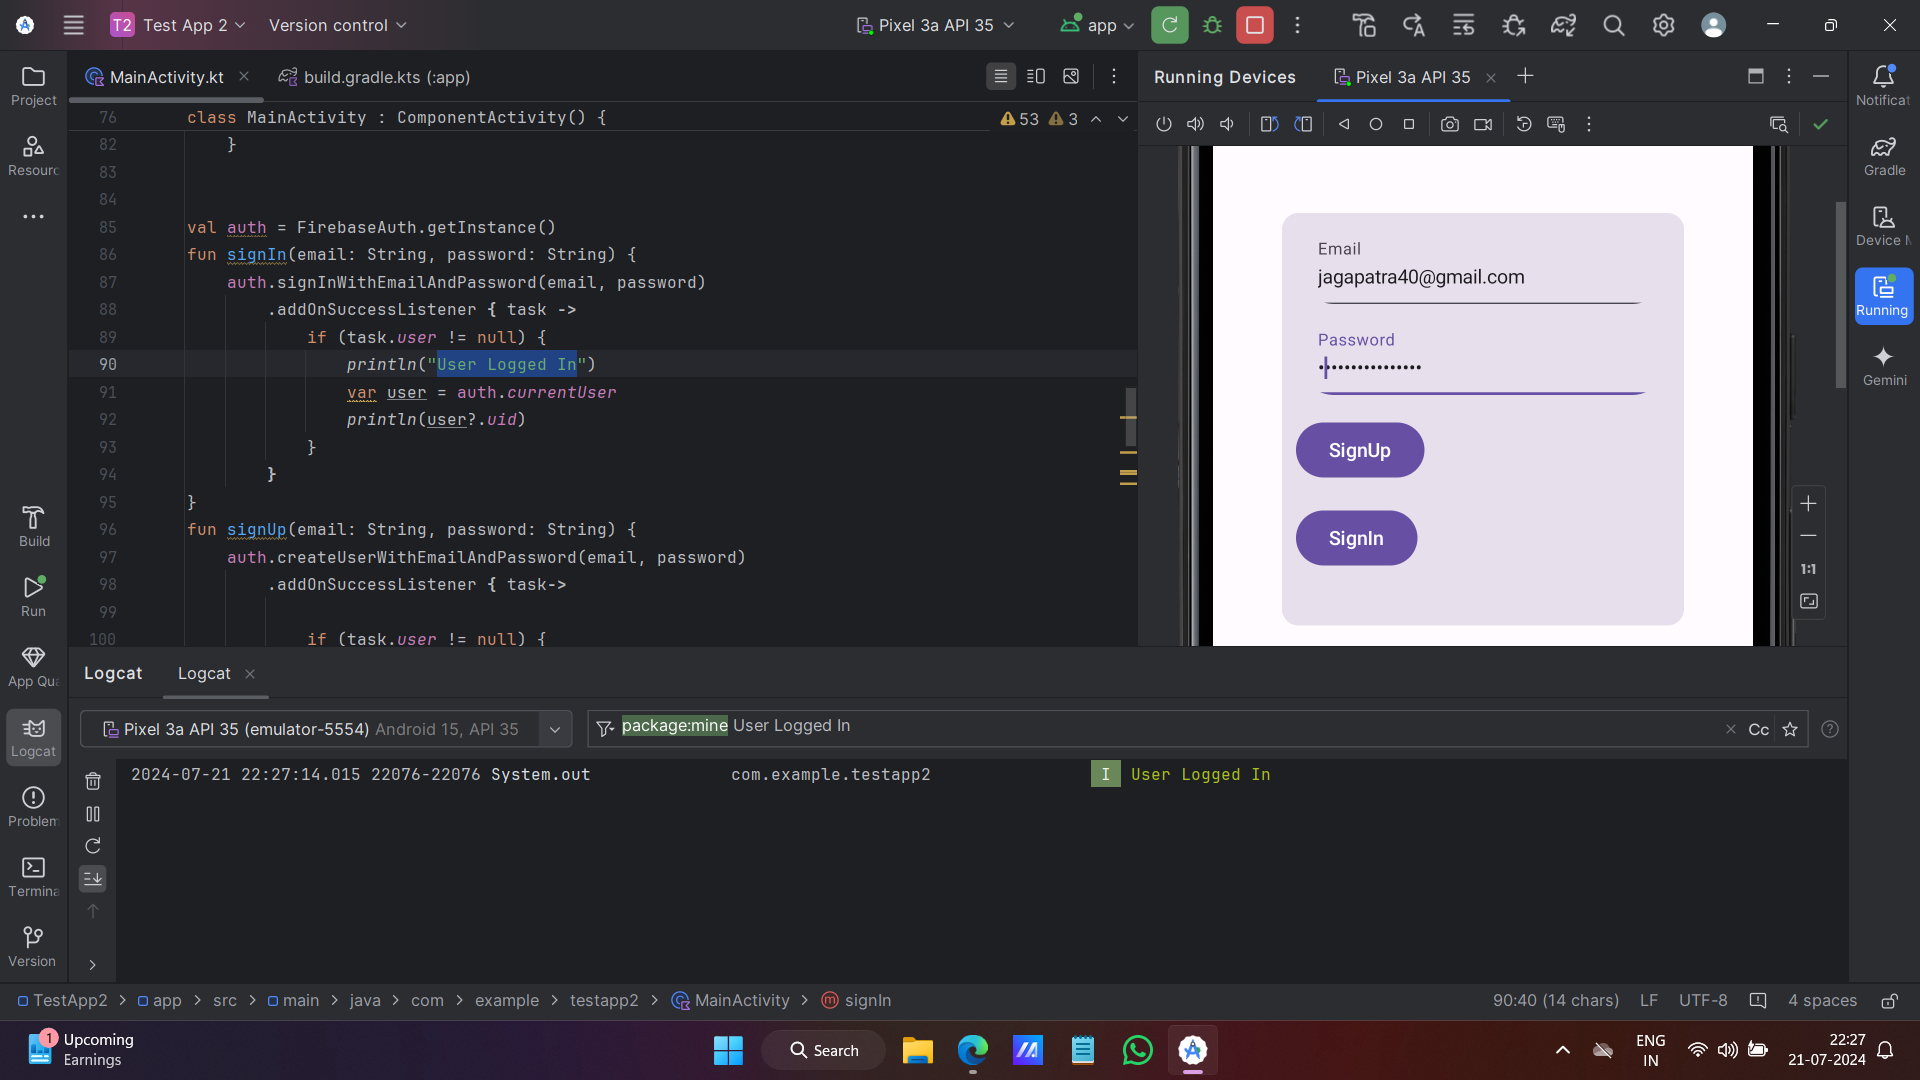 T2 Test App 2 Version control Pixel 3a API 35 app
MainActivity.kt build.gradle.kts (:app)
Project
Resourc
Build
Run
App Qua
Logcat
Problem
Termina
Version
76 class MainActivity : ComponentActivity() { 53 3
82 }
83
84
85 val auth = FirebaseAuth.getInstance()
86 fun signIn(email: String, password: String) {
87 auth.signInWithEmailAndPassword(email, password)
88 .addOnSuccessListener { task ->
89 if (task.user != null) {
90 println("User Logged In")
91 var user = auth.currentUser
92 println(user?.uid)
93 }
94 }
95 }
96 fun signUp(email: String, password: String) {
97 auth.createUserWithEmailAndPassword(email, password)
98 .addOnSuccessListener { task->
99
100 if (task.user != null) {
Running Devices Pixel 3a API 35
Email
jagapatra40@gmail.com
Password
••••••••••••••••
SignUp
SignIn
1:1
Notificat
Gradle
Device M
Running
Gemini
Logcat Logcat
Pixel 3a API 35 (emulator-5554) Android 15, API 35 package:mine User Logged In Cc
2024-07-21 22:27:14.015 22076-22076 System.out com.example.testapp2 I User Logged In
TestApp2 > app > src > main > java > com > example > testapp2 > MainActivity > signIn 90:40 (14 chars) LF UTF-8 4 spaces
1 Upcoming
Earnings
Search
ENG
IN
22:27
21-07-2024